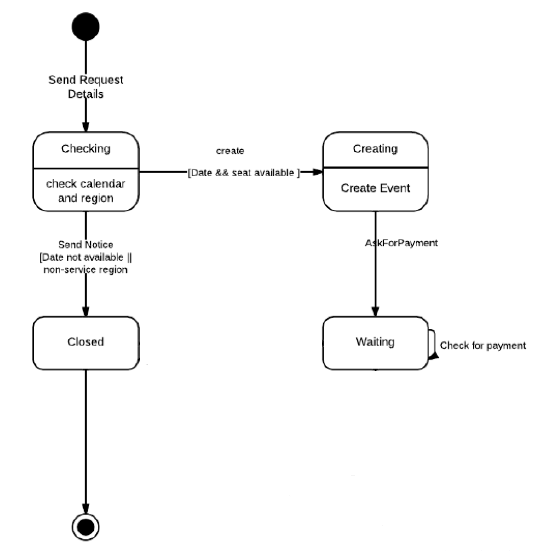 Send Request
Details
Checking
check calendar
and region
create
[Date && seat available ]
Creating
Create Event
Send Notice
[Date not available ||
non-service region
AskForPayment
Closed
Waiting
Check for payment